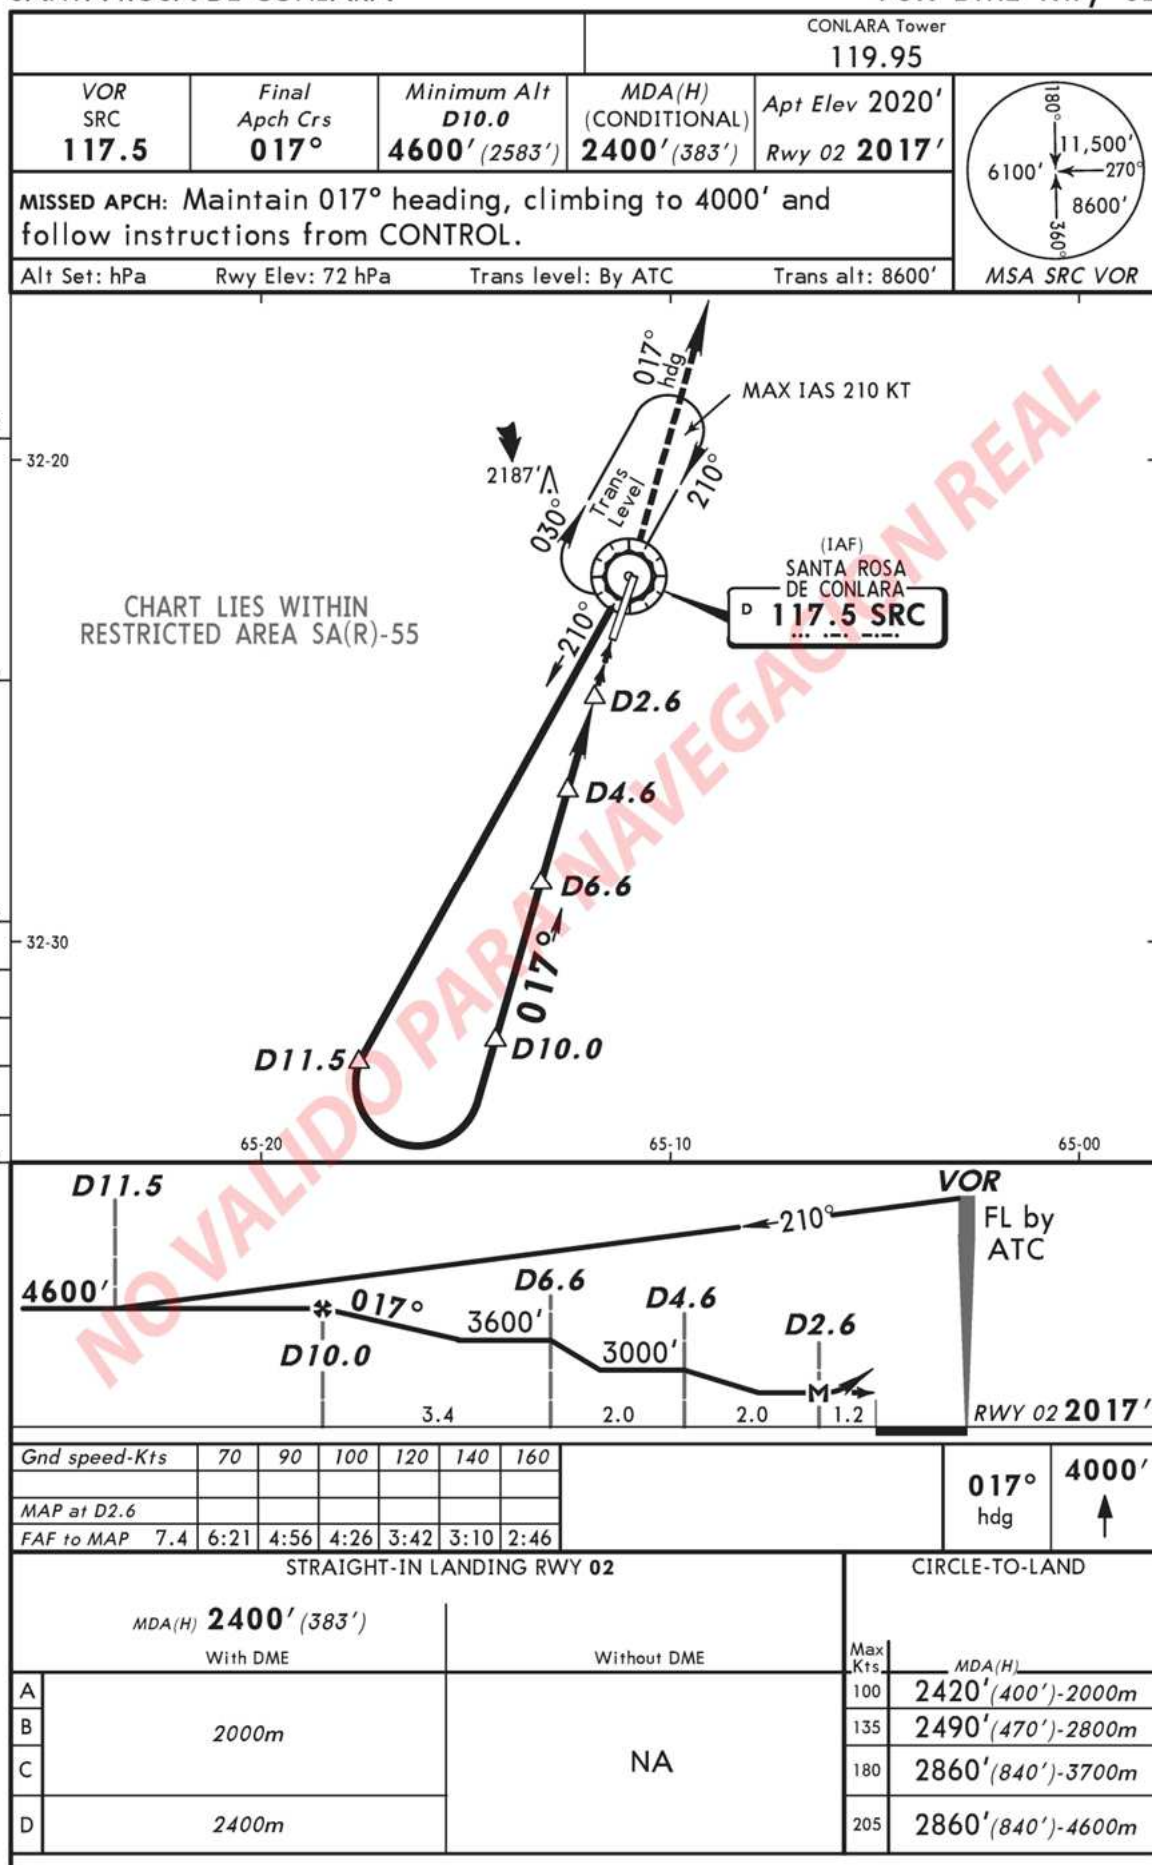 CONLARA Tower
119.95
VOR
SRC
117.5
Final
Apch Crs
017°
Minimum Alt
D10.0
4600' (2583')
MDA(H)
(CONDITIONAL)
2400' (383')
Apt Elev 2020'
Rwy 02 2017'
180°
11,500'
6100'
270°
8600'
360°
MSA SRC VOR
MISSED APCH: Maintain 017° heading, climbing to 4000' and
follow instructions from CONTROL.
Alt Set: hPa Rwy Elev: 72 hPa Trans level: By ATC Trans alt: 8600'
017°
hdg
MAX IAS 210 KT
32-20
2187'
Trans
Level
210°
030°
(IAF)
SANTA ROSA
DE CONLARA
D 117.5 SRC
CHART LIES WITHIN
RESTRICTED AREA SA(R)-55
210°
D2.6
D4.6
D6.6
32-30
017°
D10.0
D11.5
65-20 65-10 65-00
NO VALIDO PARA NAVEGACION REAL
D11.5
VOR
210°
FL by
ATC
4600'
017°
D6.6
D4.6
3600'
D2.6
D10.0
3000'
M
3.4 2.0 2.0 1.2
RWY 02 2017'
Gnd speed-Kts 70 90 100 120 140 160
MAP at D2.6
FAF to MAP 7.4 6:21 4:56 4:26 3:42 3:10 2:46
017°
hdg
4000'
STRAIGHT-IN LANDING RWY 02
CIRCLE-TO-LAND
MDA(H) 2400' (383')
With DME
Without DME
Max
Kts
MDA(H)
A
B
C
D
2000m
2400m
NA
100 2420' (400')-2000m
135 2490' (470')-2800m
180 2860' (840')-3700m
205 2860' (840')-4600m